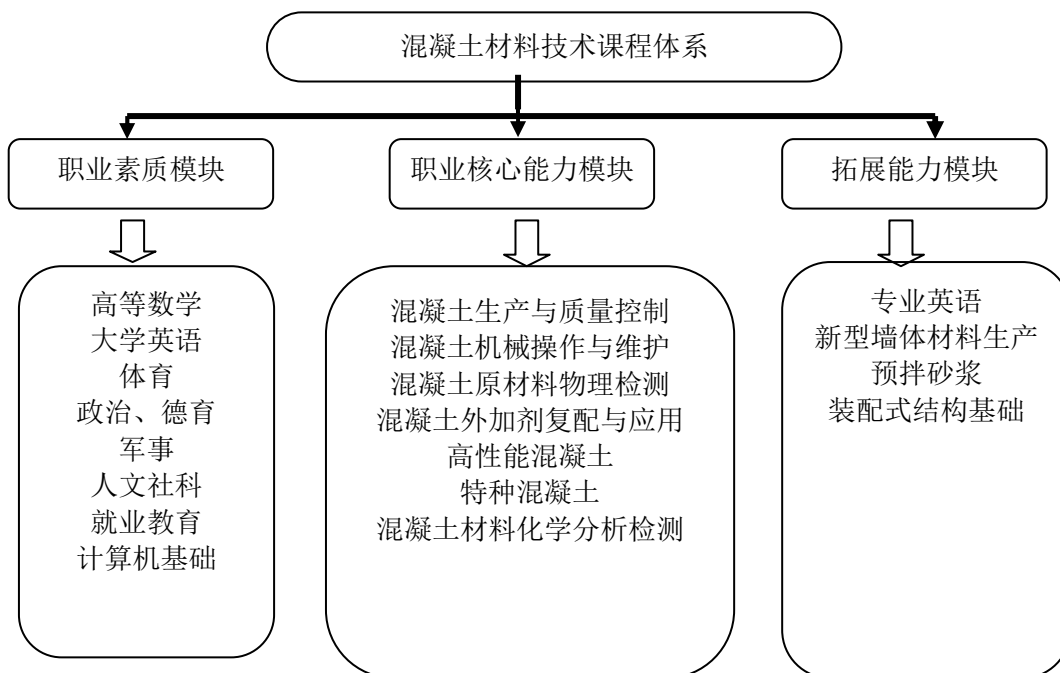 混凝土材料技术课程体系
职业素质模块
职业核心能力模块
拓展能力模块
高等数学
大学英语
体育
政治、德育
军事
人文社科
就业教育
计算机基础
混凝土生产与质量控制
混凝土机械操作与维护
混凝土原材料物理检测
混凝土外加剂复配与应用
高性能混凝土
特种混凝土
混凝土材料化学分析检测
专业英语
新型墙体材料生产
预拌砂浆
装配式结构基础